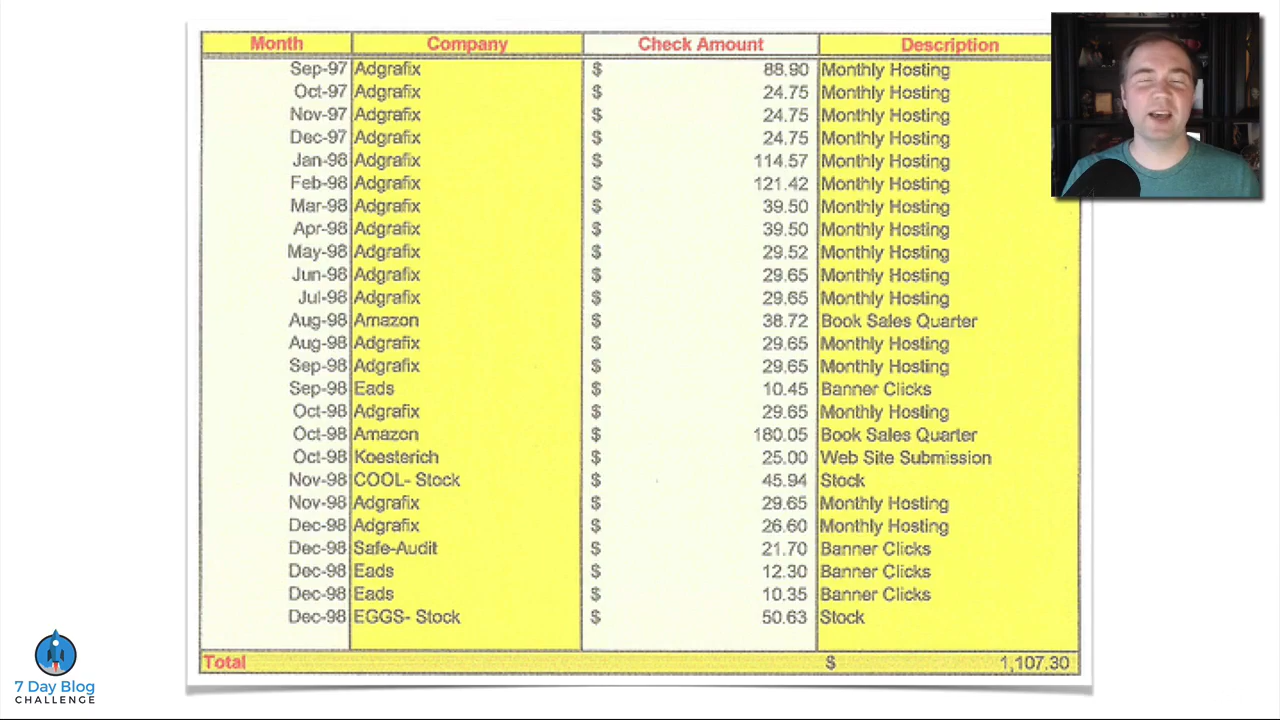 Month Company Check Amount Description
Sep-97 Adgrafix $ 88.90 Monthly Hosting
Oct-97 Adgrafix $ 24.75 Monthly Hosting
Nov-97 Adgrafix $ 24.75 Monthly Hosting
Dec-97 Adgrafix $ 24.75 Monthly Hosting
Jan-98 Adgrafix $ 114.57 Monthly Hosting
Feb-98 Adgrafix $ 121.42 Monthly Hosting
Mar-98 Adgrafix $ 39.50 Monthly Hosting
Apr-98 Adgrafix $ 39.50 Monthly Hosting
May-98 Adgrafix $ 29.52 Monthly Hosting
Jun-98 Adgrafix $ 29.65 Monthly Hosting
Jul-98 Adgrafix $ 29.65 Monthly Hosting
Aug-98 Amazon $ 38.72 Book Sales Quarter
Aug-98 Adgrafix $ 29.65 Monthly Hosting
Sep-98 Adgrafix $ 29.65 Monthly Hosting
Sep-98 Eads $ 10.45 Banner Clicks
Oct-98 Adgrafix $ 29.65 Monthly Hosting
Oct-98 Amazon $ 180.05 Book Sales Quarter
Oct-98 Koesterich $ 25.00 Web Site Submission
Nov-98 COOL- Stock $ 45.94 Stock
Nov-98 Adgrafix $ 29.65 Monthly Hosting
Dec-98 Adgrafix $ 26.60 Monthly Hosting
Dec-98 Safe-Audit $ 21.70 Banner Clicks
Dec-98 Eads $ 12.30 Banner Clicks
Dec-98 Eads $ 10.35 Banner Clicks
Dec-98 EGGS- Stock $ 50.63 Stock
Total $ 1,107.30
7 Day Blog
CHALLENGE